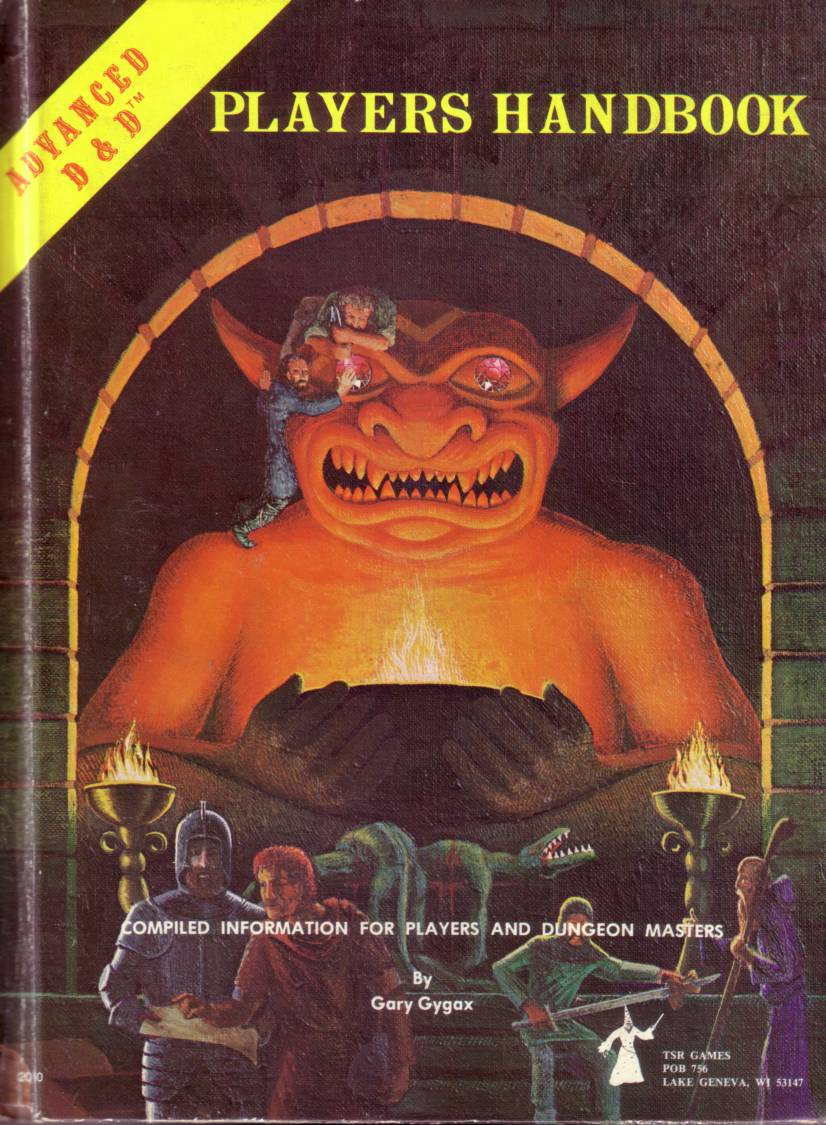 ADVANCED
D & D™
PLAYERS HANDBOOK
COMPILED INFORMATION FOR PLAYERS AND DUNGEON MASTERS
By
Gary Gygax
2010
TSR GAMES
POB 756
LAKE GENEVA, WI 53147